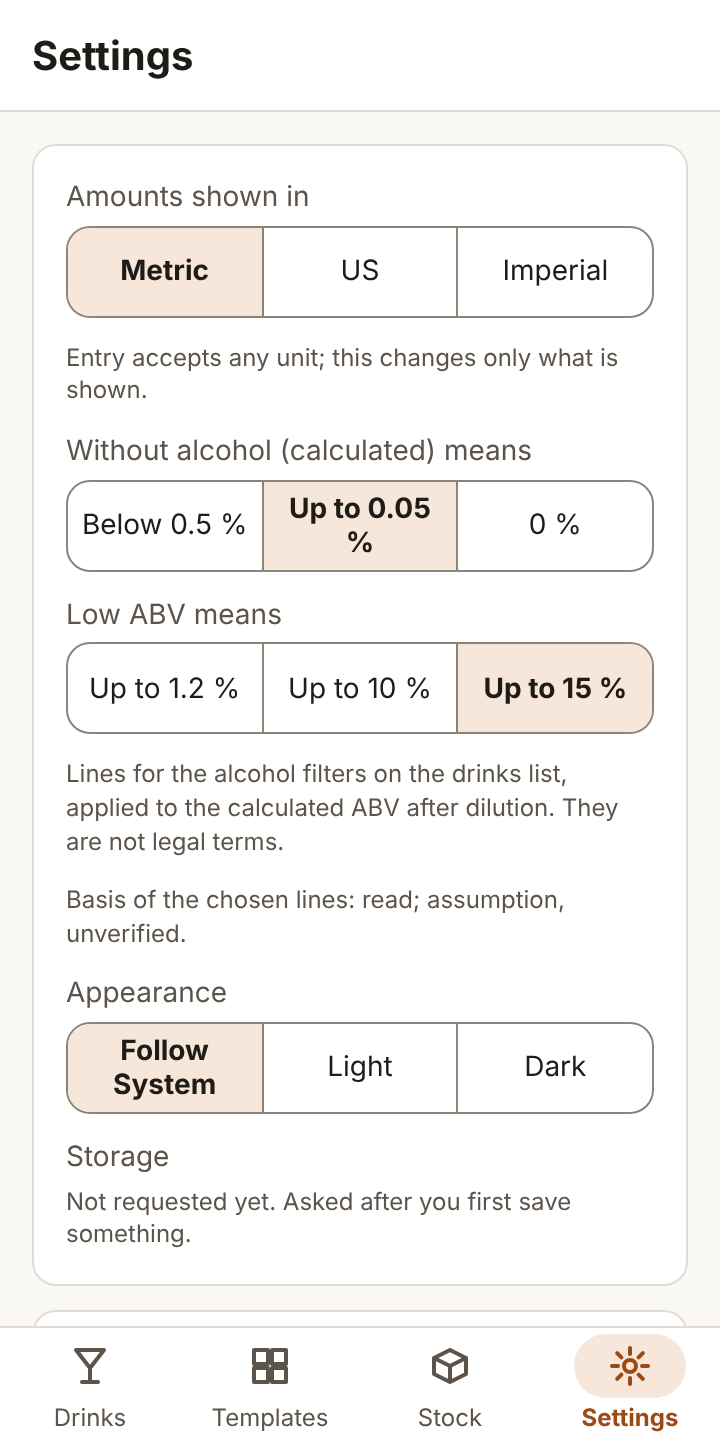 Settings
Amounts shown in
Metric
US
Imperial
Entry accepts any unit; this changes only what is
shown.
Without alcohol (calculated) means
Below 0.5 %
Up to 0.05
%
0 %
Low ABV means
Up to 1.2 %
Up to 10 %
Up to 15 %
Lines for the alcohol filters on the drinks list,
applied to the calculated ABV after dilution. They
are not legal terms.
Basis of the chosen lines: read; assumption,
unverified.
Appearance
Follow
System
Light
Dark
Storage
Not requested yet. Asked after you first save
something.
Drinks
Templates
Stock
Settings